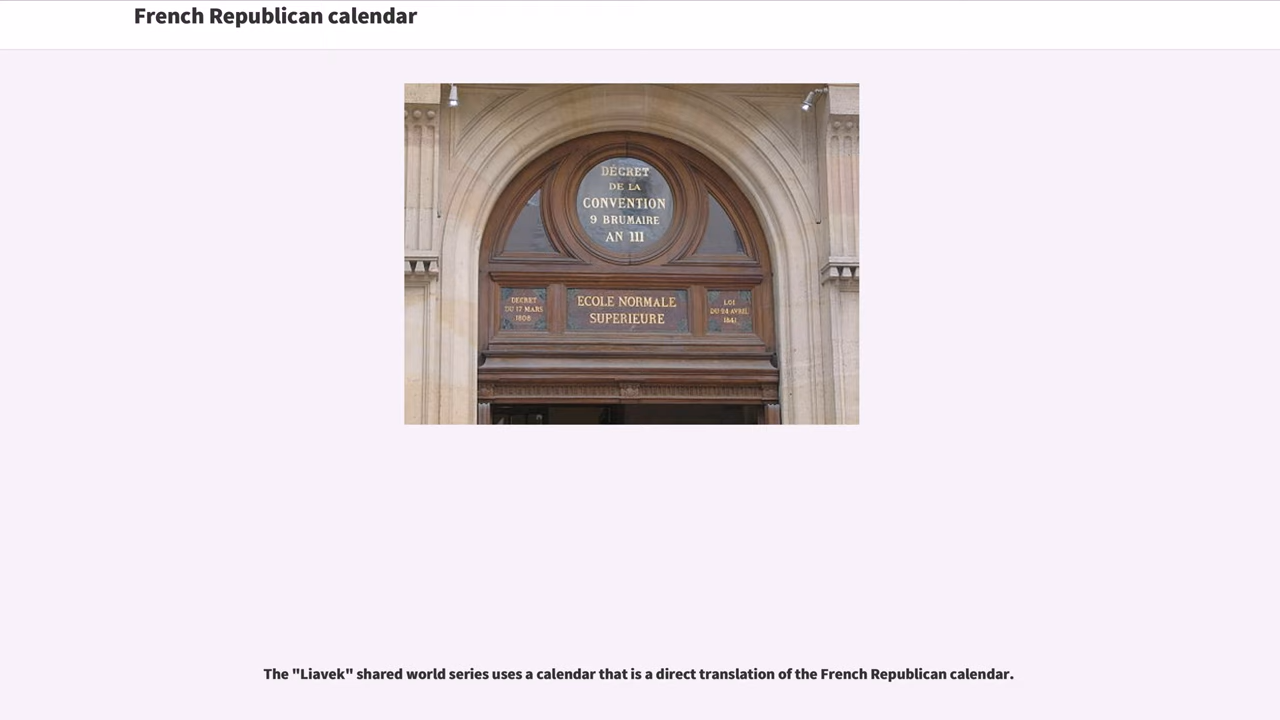 French Republican calendar
DÉCRET
DE LA
CONVENTION
9 BRUMAIRE
AN III
DECRET
DU 17 MARS
1808
ECOLE NORMALE
SUPERIEURE
LOI
DU 24 AVRIL
1841
The "Liavek" shared world series uses a calendar that is a direct translation of the French Republican calendar.